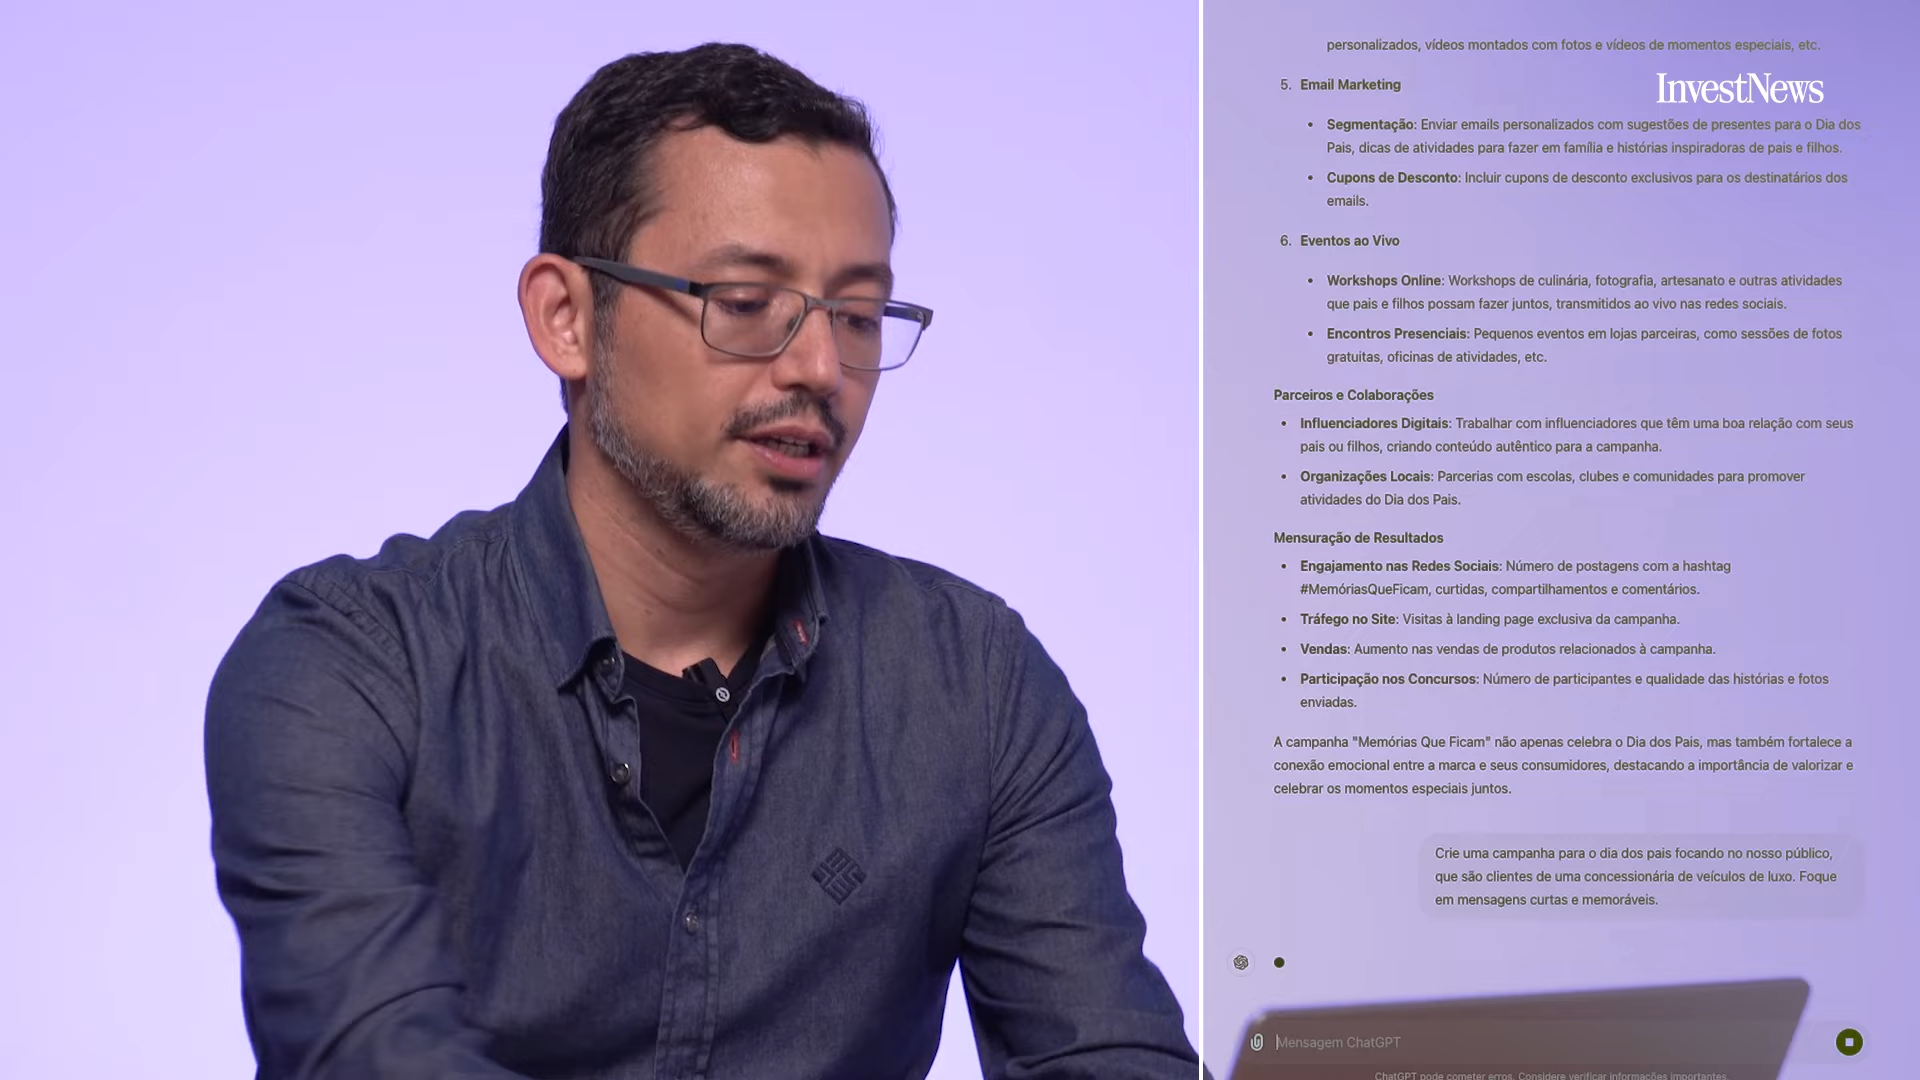 personalizados, vídeos montados com fotos e vídeos de momentos especiais, etc.
5. Email Marketing
InvestNews
• Segmentação: Enviar emails personalizados com sugestões de presentes para o Dia dos
Pais, dicas de atividades para fazer em família e histórias inspiradoras de pais e filhos.
• Cupons de Desconto: Incluir cupons de desconto exclusivos para os destinatários dos
emails.
6. Eventos ao Vivo
• Workshops Online: Workshops de culinária, fotografia, artesanato e outras atividades
que pais e filhos possam fazer juntos, transmitidos ao vivo nas redes sociais.
• Encontros Presenciais: Pequenos eventos em lojas parceiras, como sessões de fotos
gratuitas, oficinas de atividades, etc.
Parceiros e Colaborações
• Influenciadores Digitais: Trabalhar com influenciadores que têm uma boa relação com seus
pais ou filhos, criando conteúdo autêntico para a campanha.
• Organizações Locais: Parcerias com escolas, clubes e comunidades para promover
atividades do Dia dos Pais.
Mensuração de Resultados
• Engajamento nas Redes Sociais: Número de postagens com a hashtag
#MemóriasQueFicam, curtidas, compartilhamentos e comentários.
• Tráfego no Site: Visitas à landing page exclusiva da campanha.
• Vendas: Aumento nas vendas de produtos relacionados à campanha.
• Participação nos Concursos: Número de participantes e qualidade das histórias e fotos
enviadas.
A campanha "Memórias Que Ficam" não apenas celebra o Dia dos Pais, mas também fortalece a
conexão emocional entre a marca e seus consumidores, destacando a importância de valorizar e
celebrar os momentos especiais juntos.
Crie uma campanha para o dia dos pais focando no nosso público,
que são clientes de uma concessionária de veículos de luxo. Foque
em mensagens curtas e memoráveis.
Mensagem ChatGPT
ChatGPT pode cometer erros. Considere verificar informações importantes.